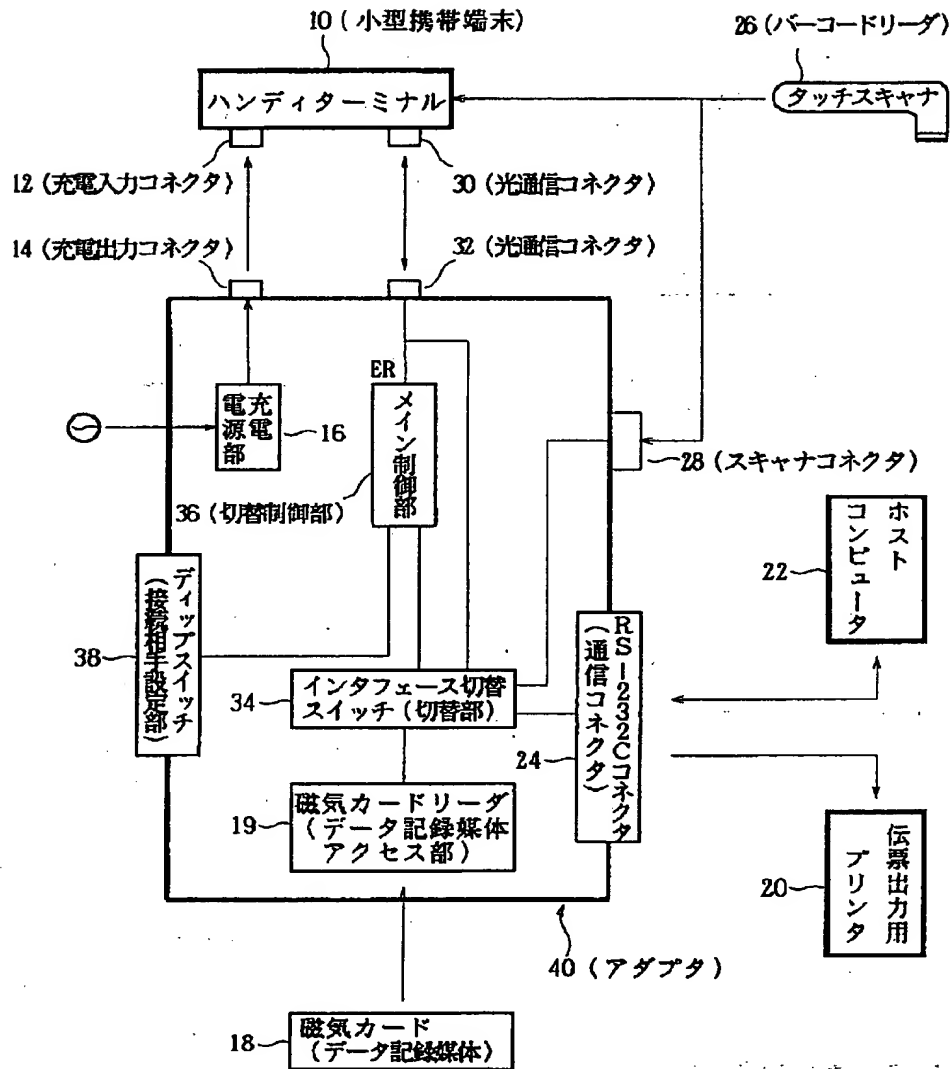 10(小型携帯端末)
26(バーコードリーダ)
ハンディターミナル
タッチスキャナ
12(充電入力コネクタ)
30(光通信コネクタ)
14(充電出力コネクタ)
32(光通信コネクタ)
ER
充電
電源部
16
メイン制御部
28(スキャナコネクタ)
36(切替制御部)
ホスト
コンピュータ
22
ディップスイッチ
(接続相手設定部)
38
RS-232Cコネクタ
(通信コネクタ)
24
34
インタフェース切替
スイッチ(切替部)
19
磁気カードリーダ
(データ記録媒体
アクセス部)
伝票出力用
プリンタ
20
40(アダプタ)
18
磁気カード
(データ記録媒体)